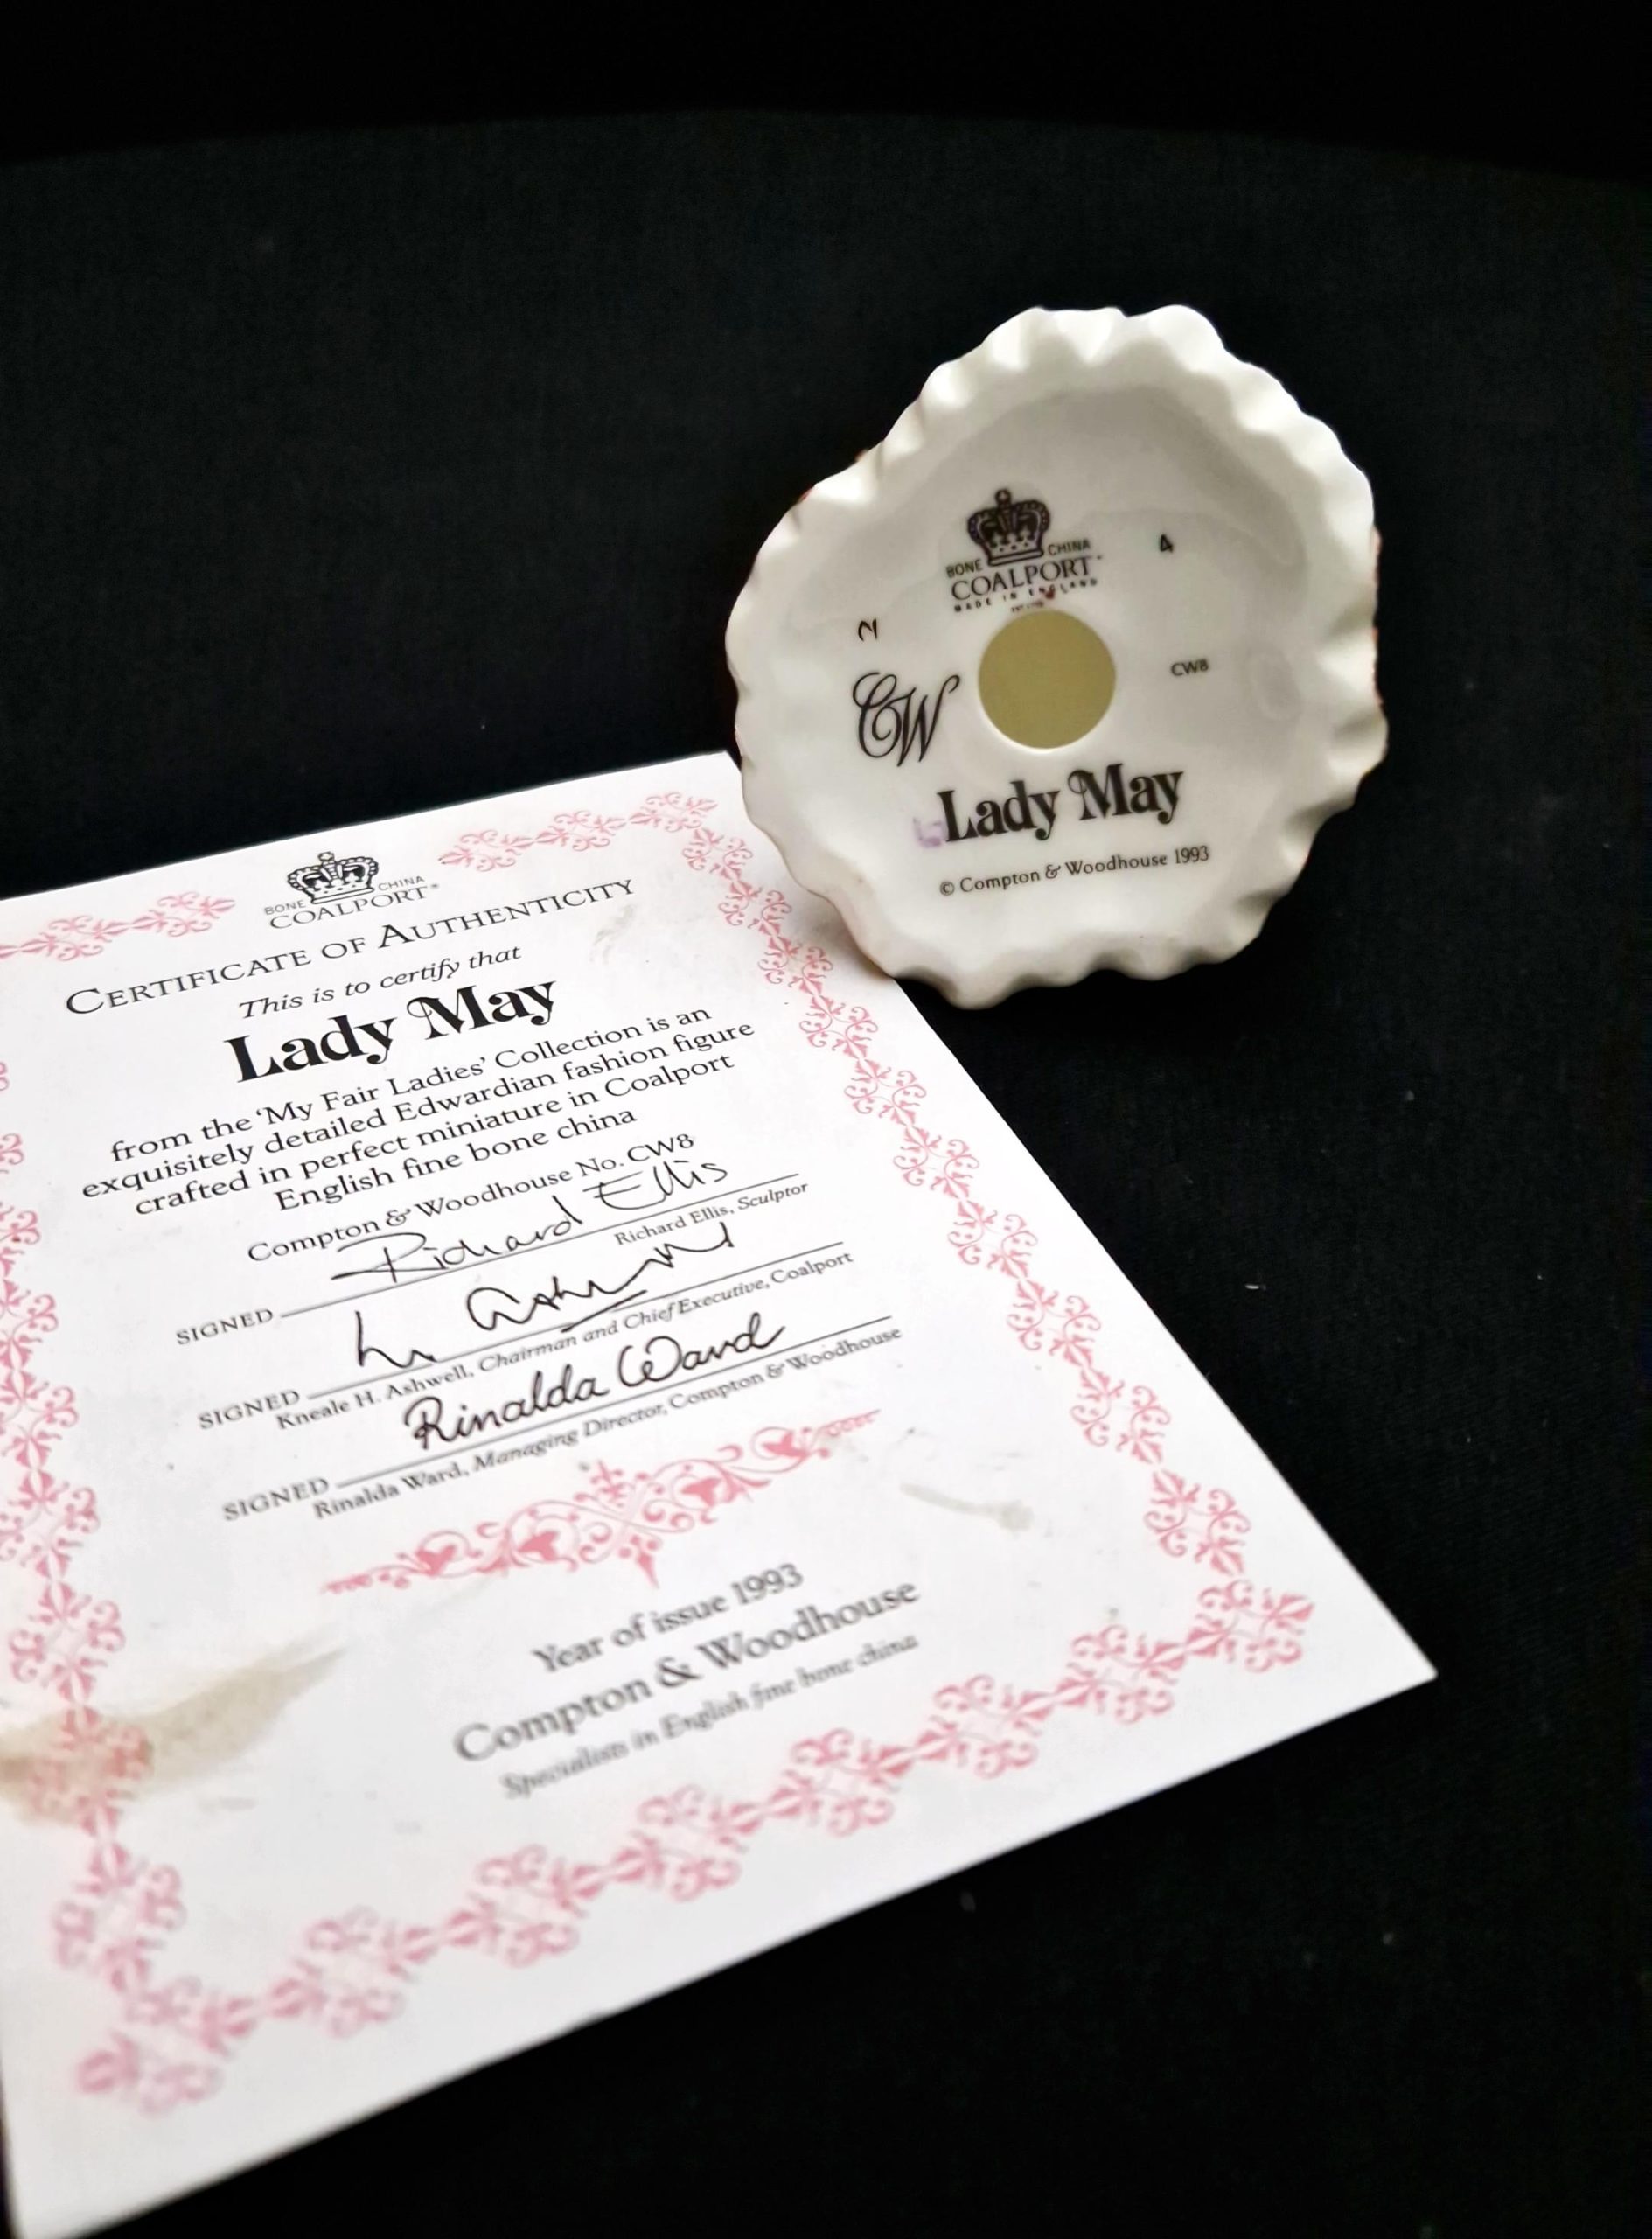 BONE CHINA
COALPORT
MADE IN ENGLAND
4
N
CW
CW8
Lady May
© Compton & Woodhouse 1993
BONE CHINA
COALPORT®
CERTIFICATE OF AUTHENTICITY
This is to certify that
Lady May
from the ‘My Fair Ladies’ Collection is an
exquisitely detailed Edwardian fashion figure
crafted in perfect miniature in Coalport
English fine bone china
Compton & Woodhouse No. CW8
Richard Ellis
SIGNED
Richard Ellis, Sculptor
SIGNED
Kneale H. Ashwell, Chairman and Chief Executive, Coalport
Rinalda Ward
SIGNED
Rinalda Ward, Managing Director, Compton & Woodhouse
Year of issue 1993
Compton & Woodhouse
Specialists in English fine bone china